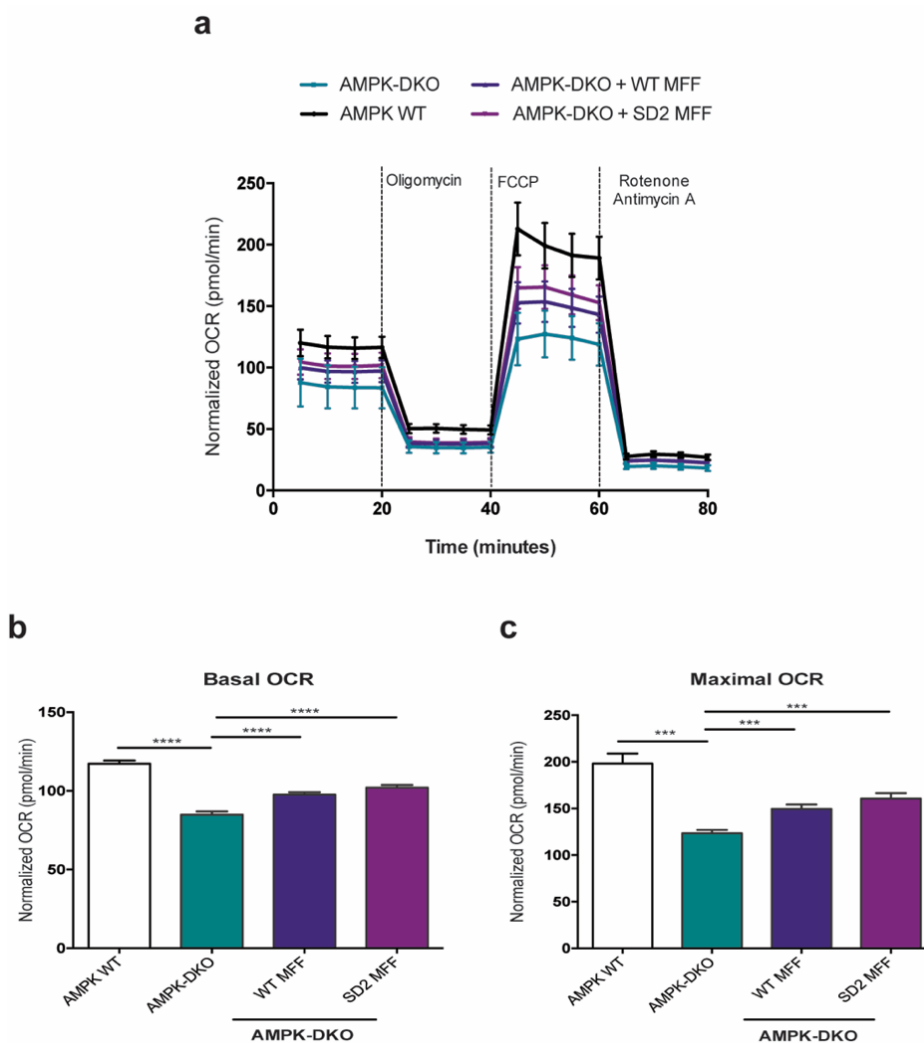 a
AMPK-DKO
AMPK-DKO + WT MFF
AMPK WT
AMPK-DKO + SD2 MFF
Oligomycin
FCCP
Rotenone
Antimycin A
250
200
150
100
50
0
Normalized OCR (pmol/min)
0
20
40
60
80
Time (minutes)
b
Basal OCR
150
100
50
0
Normalized OCR (pmol/min)
****
****
****
AMPK WT
AMPK-DKO
WT MFF
SD2 MFF
AMPK-DKO
c
Maximal OCR
250
200
150
100
50
0
Normalized OCR (pmol/min)
***
***
***
AMPK WT
AMPK-DKO
WT MFF
SD2 MFF
AMPK-DKO